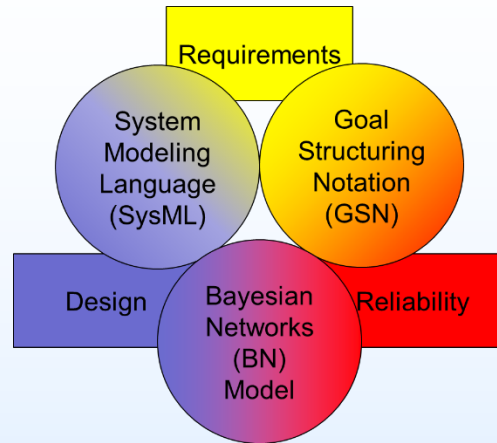 Requirements
System
Modeling
Language
(SysML)
Goal
Structuring
Notation
(GSN)
Design
Bayesian
Networks
(BN)
Model
Reliability